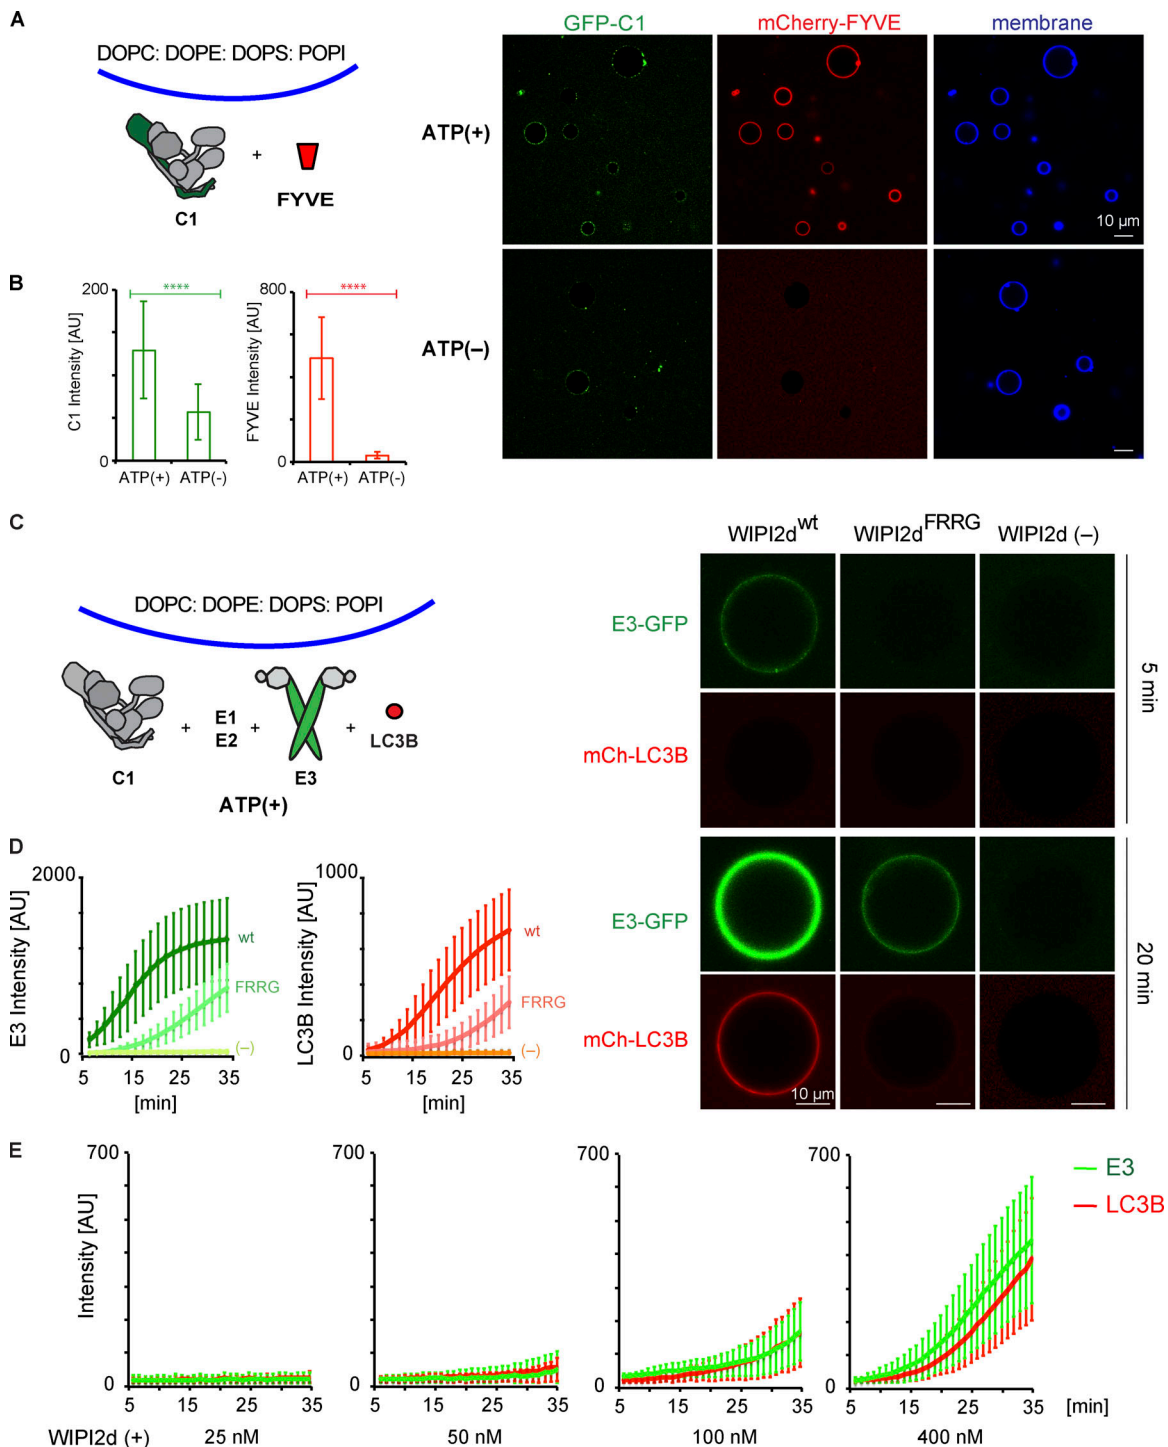 A
DOPC: DOPE: DOPS: POPI
C1
+
FYVE
GFP-C1
mCherry-FYVE
membrane
ATP(+)
10 µm
ATP(–)
B
200
****
C1 Intensity [AU]
0
ATP(+)
ATP(-)
800
****
FYVE Intensity [AU]
0
ATP(+)
ATP(-)
C
DOPC: DOPE: DOPS: POPI
C1
+
E1
E2
+
E3
+
LC3B
ATP(+)
WIPI2dwt
WIPI2dFRRG
WIPI2d (–)
E3-GFP
mCh-LC3B
5 min
E3-GFP
mCh-LC3B
10 µm
20 min
D
2000
E3 Intensity [AU]
wt
FRRG
(–)
0
5
15
25
35
[min]
1000
LC3B Intensity [AU]
wt
FRRG
(–)
0
5
15
25
35
[min]
E
700
Intensity [AU]
0
5
15
25
35
700
0
5
15
25
35
700
0
5
15
25
35
700
0
5
15
25
35
[min]
E3
LC3B
WIPI2d (+)
25 nM
50 nM
100 nM
400 nM